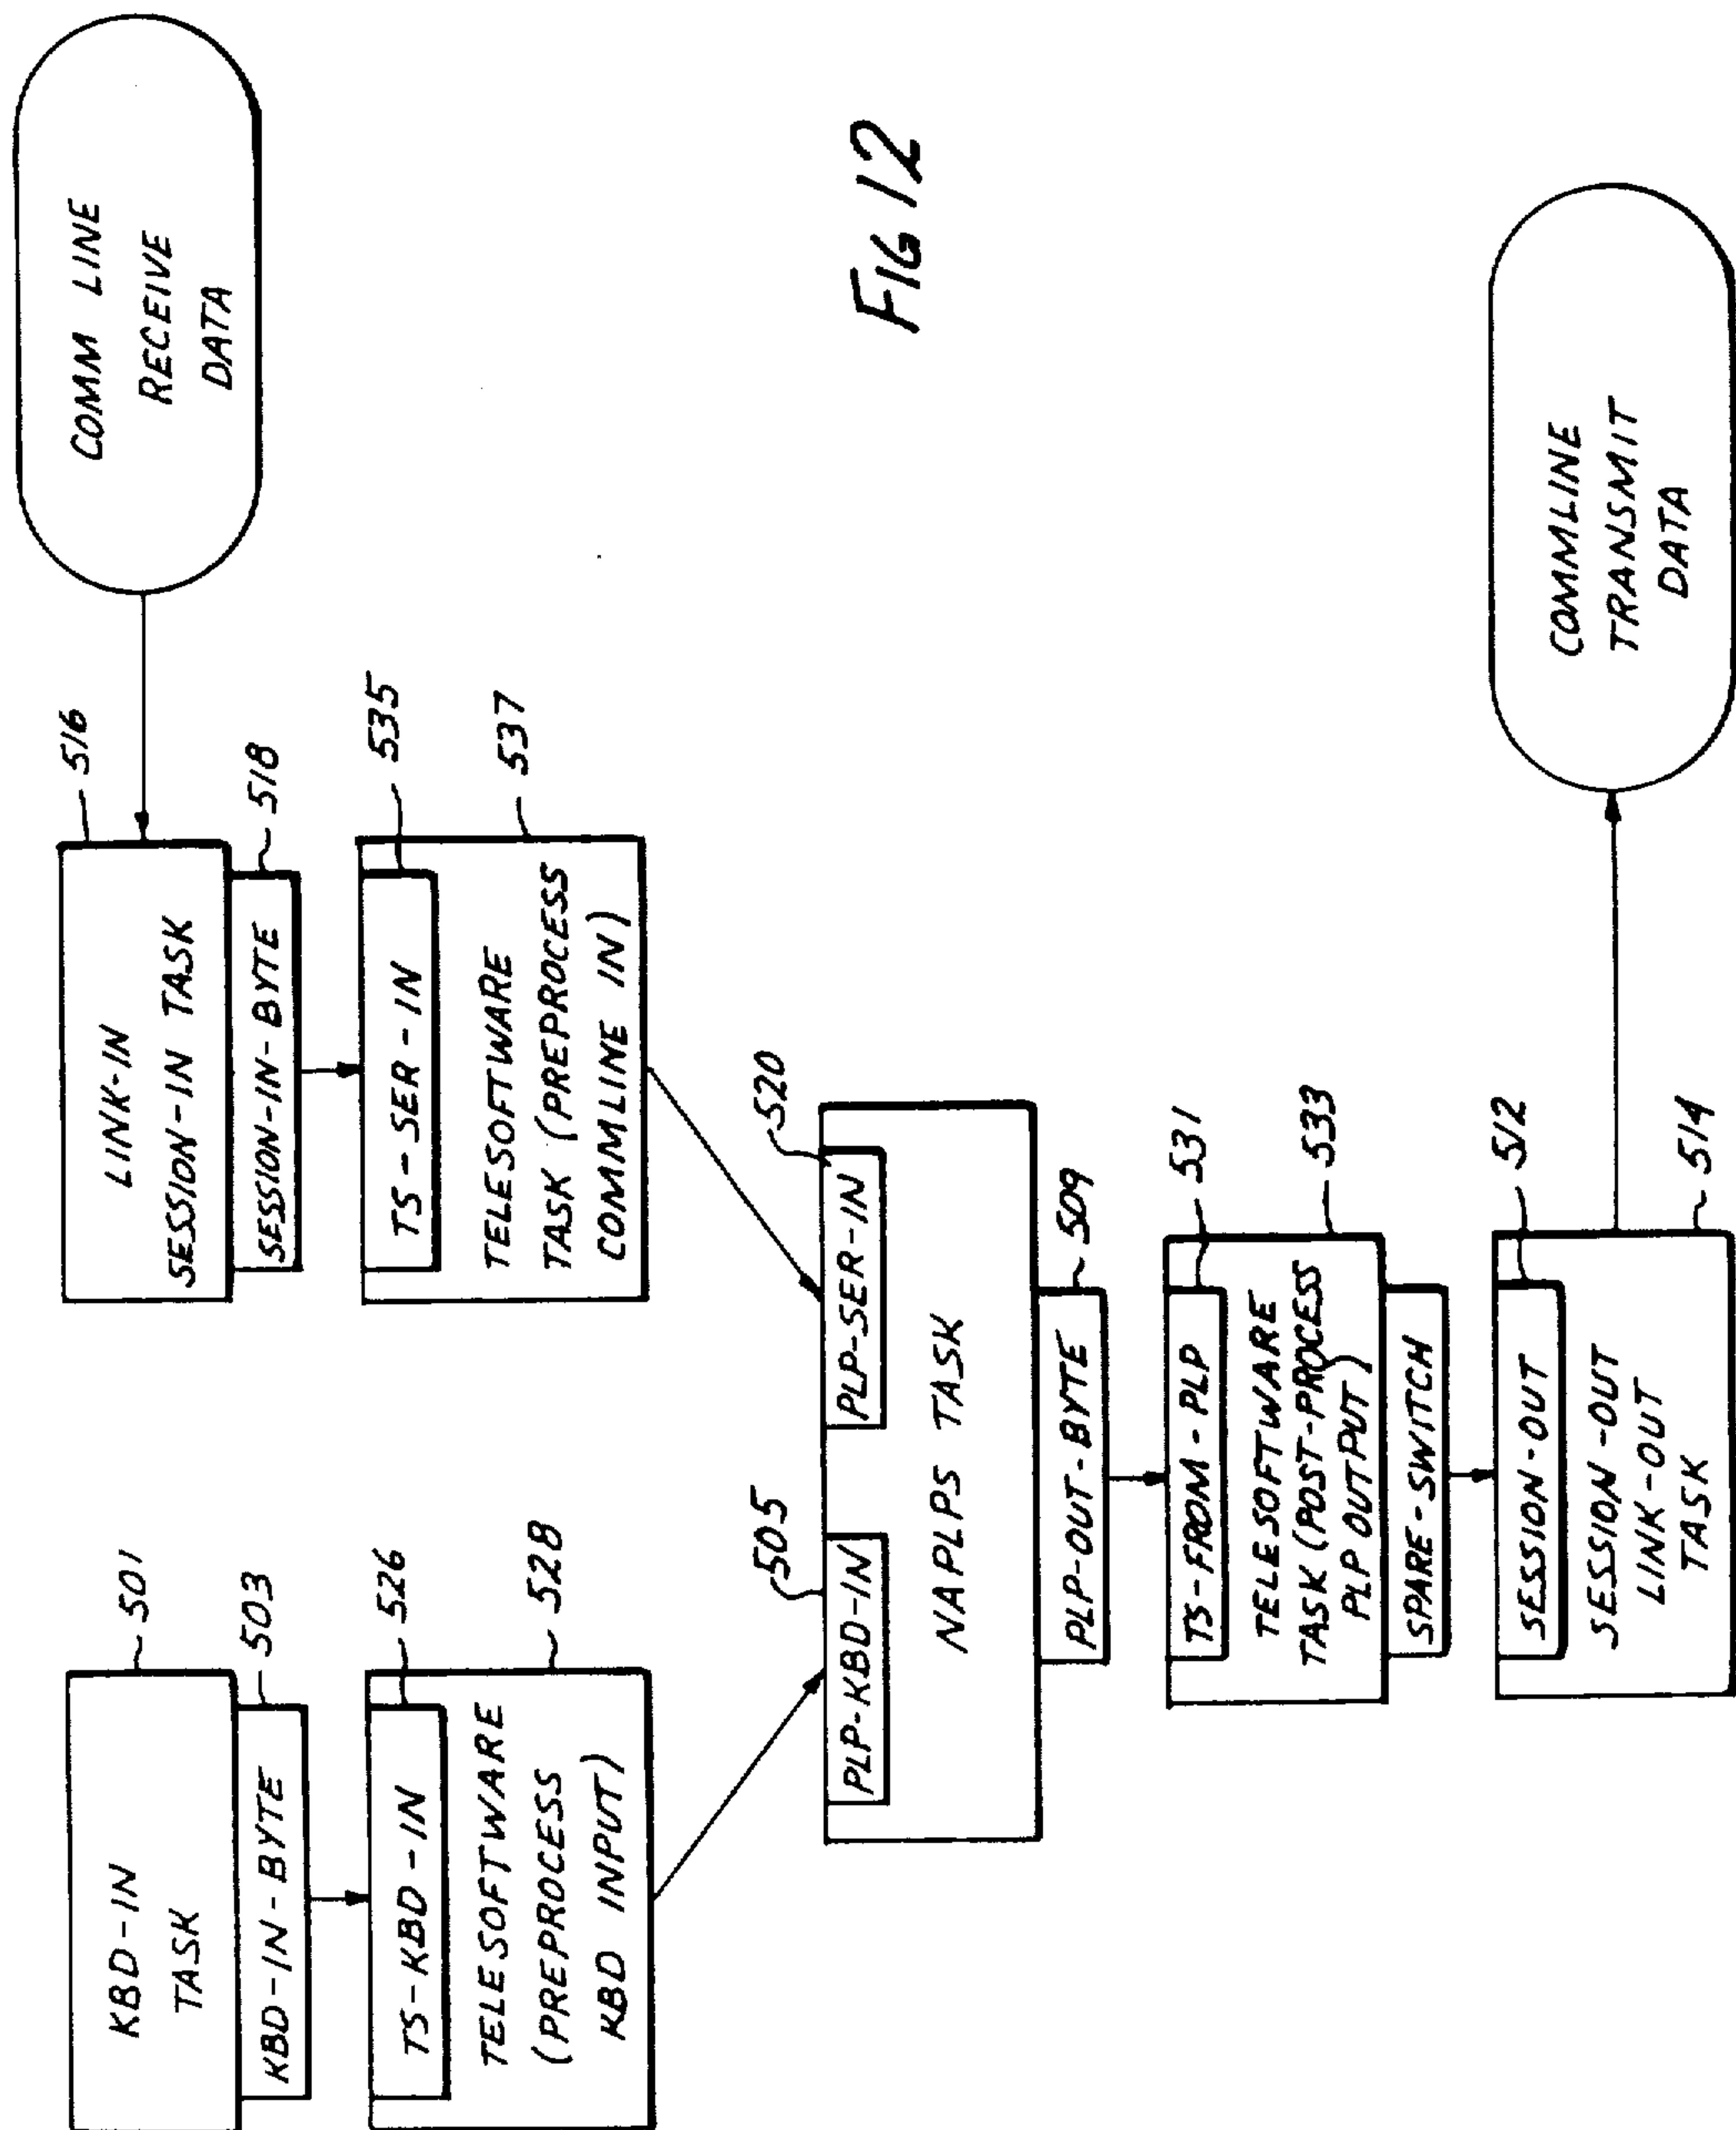 KBD-IN
TASK
501
KBD-IN-BYTE
503
TS-KBD-IN
526
TELESOFTWARE
(PREPROCESS
KBD INPUT)
528
COMM LINE
RECEIVE
DATA
LINK-IN
SESSION-IN TASK
516
SESSION-IN-BYTE
518
TS-SER-IN
535
TELESOFTWARE
TASK (PREPROCESS
COMMLINE IN)
537
PLP-KBD-IN
505
PLP-SER-IN
520
NAPLPS TASK
PLP-OUT-BYTE
509
TS-FROM-PLP
531
TELESOFTWARE
TASK (POST-PROCESS
PLP OUTPUT)
533
SPARE-SWITCH
SESSION-OUT
512
SESSION-OUT
LINK-OUT
TASK
514
COMMLINE
TRANSMIT
DATA
FIG 12